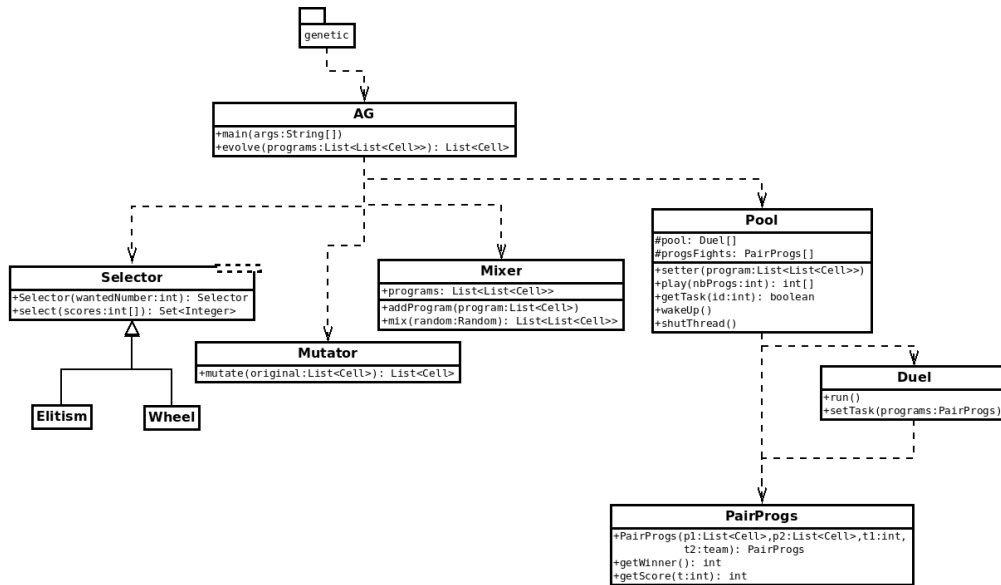 genetic
AG
+main(args:String[])
+evolve(programs:List<List<Cell>>): List<Cell>
Pool
#pool: Duel[]
#progsFights: PairProgs[]
+setter(program:List<List<Cell>>)
+play(nbProgs:int): int[]
+getTask(id:int): boolean
+wakeUp()
+shutThread()
Selector
+Selector(wantedNumber:int): Selector
+select(scores:int[]): Set<Integer>
Mixer
+programs: List<List<Cell>>
+addProgram(program:List<Cell>)
+mix(random:Random): List<List<Cell>>
Mutator
+mutate(original:List<Cell>): List<Cell>
Duel
+run()
+setTask(programs:PairProgs)
Elitism
Wheel
PairProgs
+PairProgs(p1:List<Cell>,p2:List<Cell>,t1:int,
t2:team): PairProgs
+getWinner(): int
+getScore(t:int): int